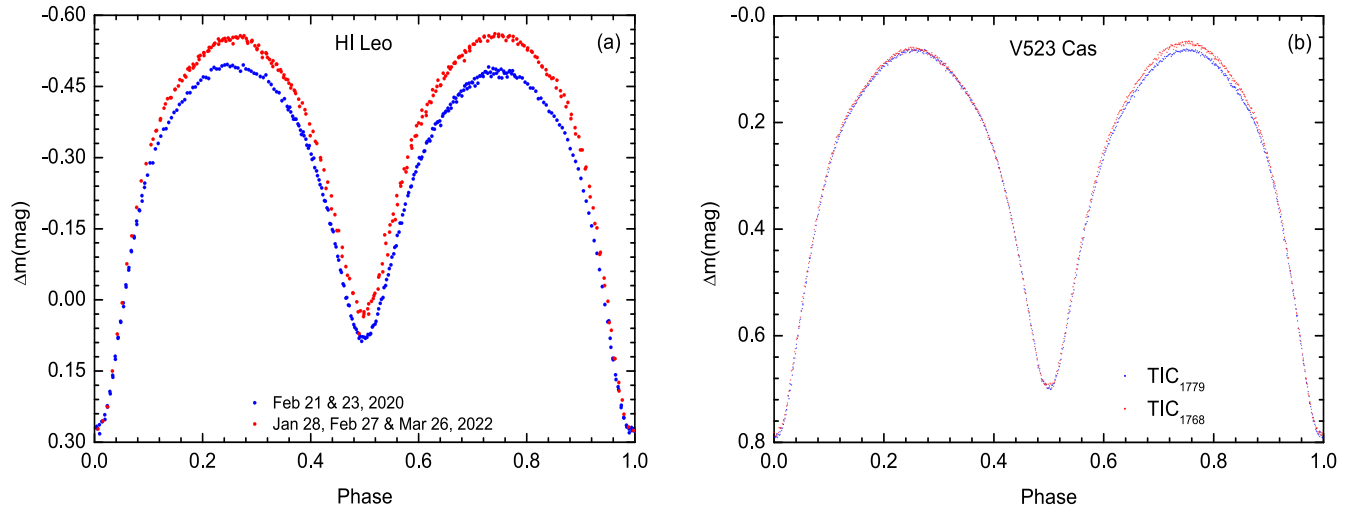 -0.60
HI Leo
(a)
-0.45
-0.30
-0.15
0.00
0.15
0.30
Δm(mag)
Feb 21 & 23, 2020
Jan 28, Feb 27 & Mar 26, 2022
0.0
0.2
0.4
0.6
0.8
1.0
Phase
-0.0
V523 Cas
(b)
0.2
0.4
0.6
0.8
Δm(mag)
TIC1779
TIC1768
0.0
0.2
0.4
0.6
0.8
1.0
Phase